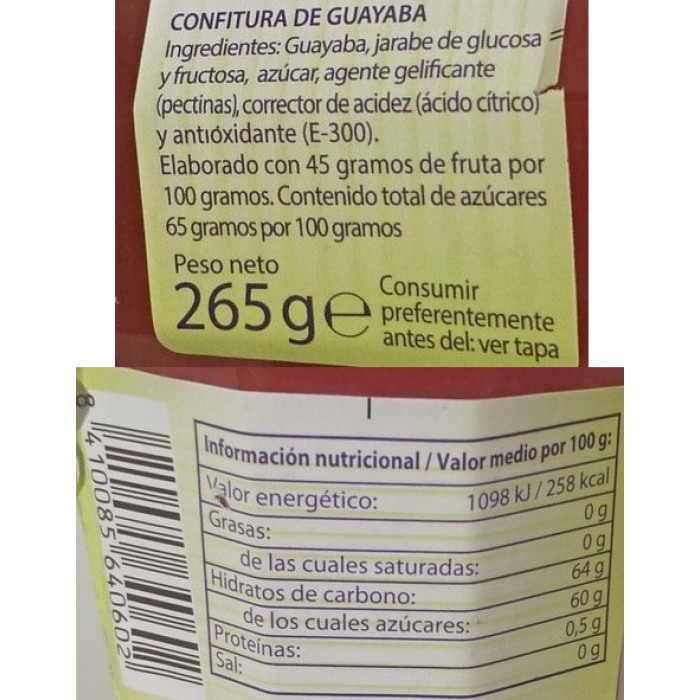 CONFITURA DE GUAYABA
Ingredientes: Guayaba, jarabe de glucosa
y fructosa, azúcar, agente gelificante
(pectinas), corrector de acidez (ácido cítrico)
y antióxidante (E-300).
Elaborado con 45 gramos de fruta por
100 gramos. Contenido total de azúcares
65 gramos por 100 gramos
Peso neto
265 g e
Consumir
preferentemente
antes del: ver tapa
8 410085 640602
Información nutricional / Valor medio por 100 g:
Valor energético: 1098 kJ / 258 kcal
Grasas: 0 g
de las cuales saturadas: 0 g
Hidratos de carbono: 64 g
de los cuales azúcares: 60 g
Proteínas: 0,5 g
Sal: 0 g